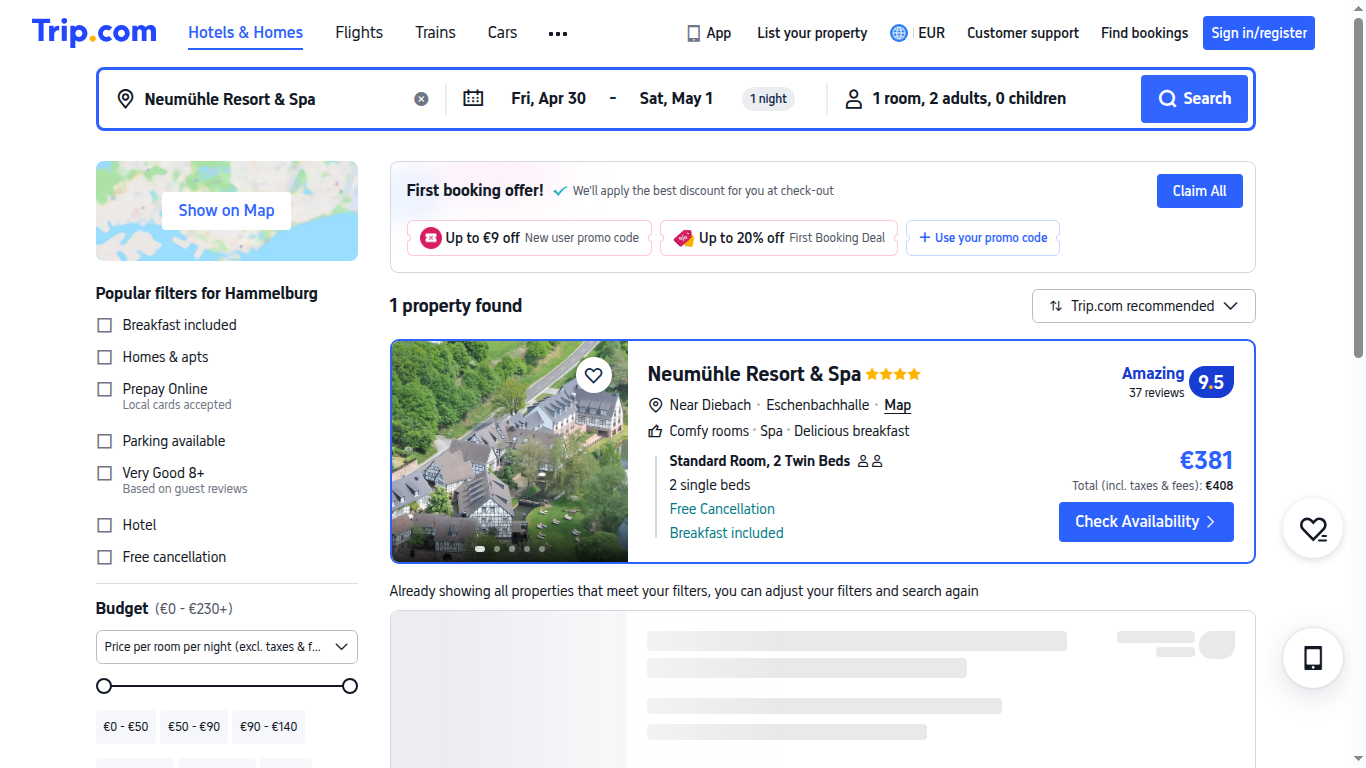 Trip.com
Hotels & Homes
Flights
Trains
Cars
App
List your property
EUR
Customer support
Find bookings
Sign in/register
Neumühle Resort & Spa
Fri, Apr 30 - Sat, May 1
1 night
1 room, 2 adults, 0 children
Search
Show on Map
Popular filters for Hammelburg
Breakfast included
Homes & apts
Prepay Online
Local cards accepted
Parking available
Very Good 8+
Based on guest reviews
Hotel
Free cancellation
Budget (€0 - €230+)
Price per room per night (excl. taxes & f...
€0 - €50
€50 - €90
€90 - €140
First booking offer!
We'll apply the best discount for you at check-out
Claim All
Up to €9 off New user promo code
Up to 20% off First Booking Deal
+ Use your promo code
1 property found
Trip.com recommended
Neumühle Resort & Spa
Amazing
37 reviews
9.5
Near Diebach · Eschenbachhalle · Map
Comfy rooms · Spa · Delicious breakfast
Standard Room, 2 Twin Beds
2 single beds
Free Cancellation
Breakfast included
€381
Total (incl. taxes & fees): €408
Check Availability
Already showing all properties that meet your filters, you can adjust your filters and search again